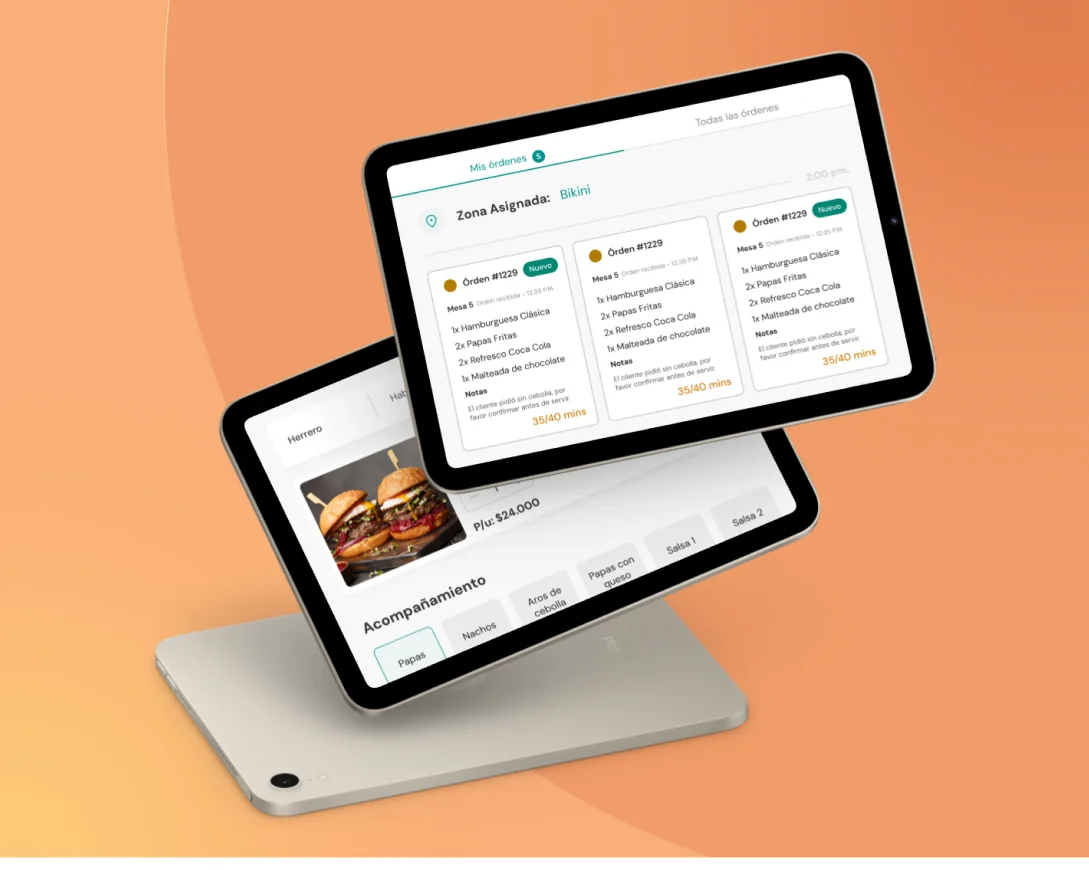 Mis órdenes 5
Todas las órdenes
Zona Asignada: Bikini
2:00 pm.
Órden #1229 Nuevo
Mesa 5 Orden recibida - 12:35 P.M.
1x Hamburguesa Clásica
2x Papas Fritas
2x Refresco Coca Cola
1x Malteada de chocolate
Notas
El cliente pidió sin cebolla, por
favor confirmar antes de servir.
35/40 mins
Órden #1229
Mesa 5 Orden recibida - 12:35 P.M.
1x Hamburguesa Clásica
2x Papas Fritas
2x Refresco Coca Cola
1x Malteada de chocolate
Notas
El cliente pidió sin cebolla, por
favor confirmar antes de servir.
35/40 mins
Órden #1229 Nuevo
Mesa 5 Orden recibida - 12:35 P.M.
1x Hamburguesa Clásica
2x Papas Fritas
2x Refresco Coca Cola
1x Malteada de chocolate
Notas
El cliente pidió sin cebolla, por
favor confirmar antes de servir.
35/40 mins
Herrero
Hab
P/u: $24.000
Acompañamiento
Papas
Nachos
Aros de
cebolla
Papas con
queso
Salsa 1
Salsa 2